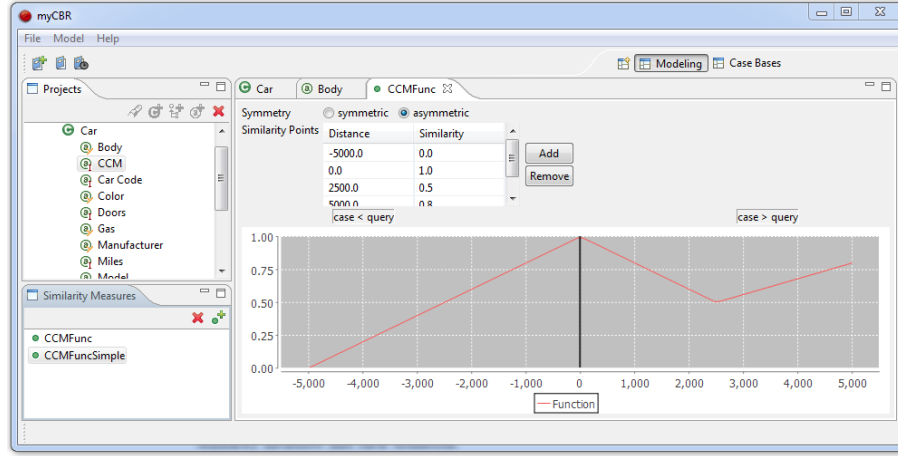 myCBR
File Model Help
Modeling Case Bases
Projects
Car
Body
CCM
Car Code
Color
Doors
Gas
Manufacturer
Miles
Model
Similarity Measures
CCMFunc
CCMFuncSimple
Car Body CCMFunc
Symmetry symmetric asymmetric
Similarity Points Distance Similarity
-5000.0 0.0
0.0 1.0
2500.0 0.5
5000.0 0.8
Add
Remove
case < query case > query
1.00
0.75
0.50
0.25
0.00
-5,000 -4,000 -3,000 -2,000 -1,000 0 1,000 2,000 3,000 4,000 5,000
Function